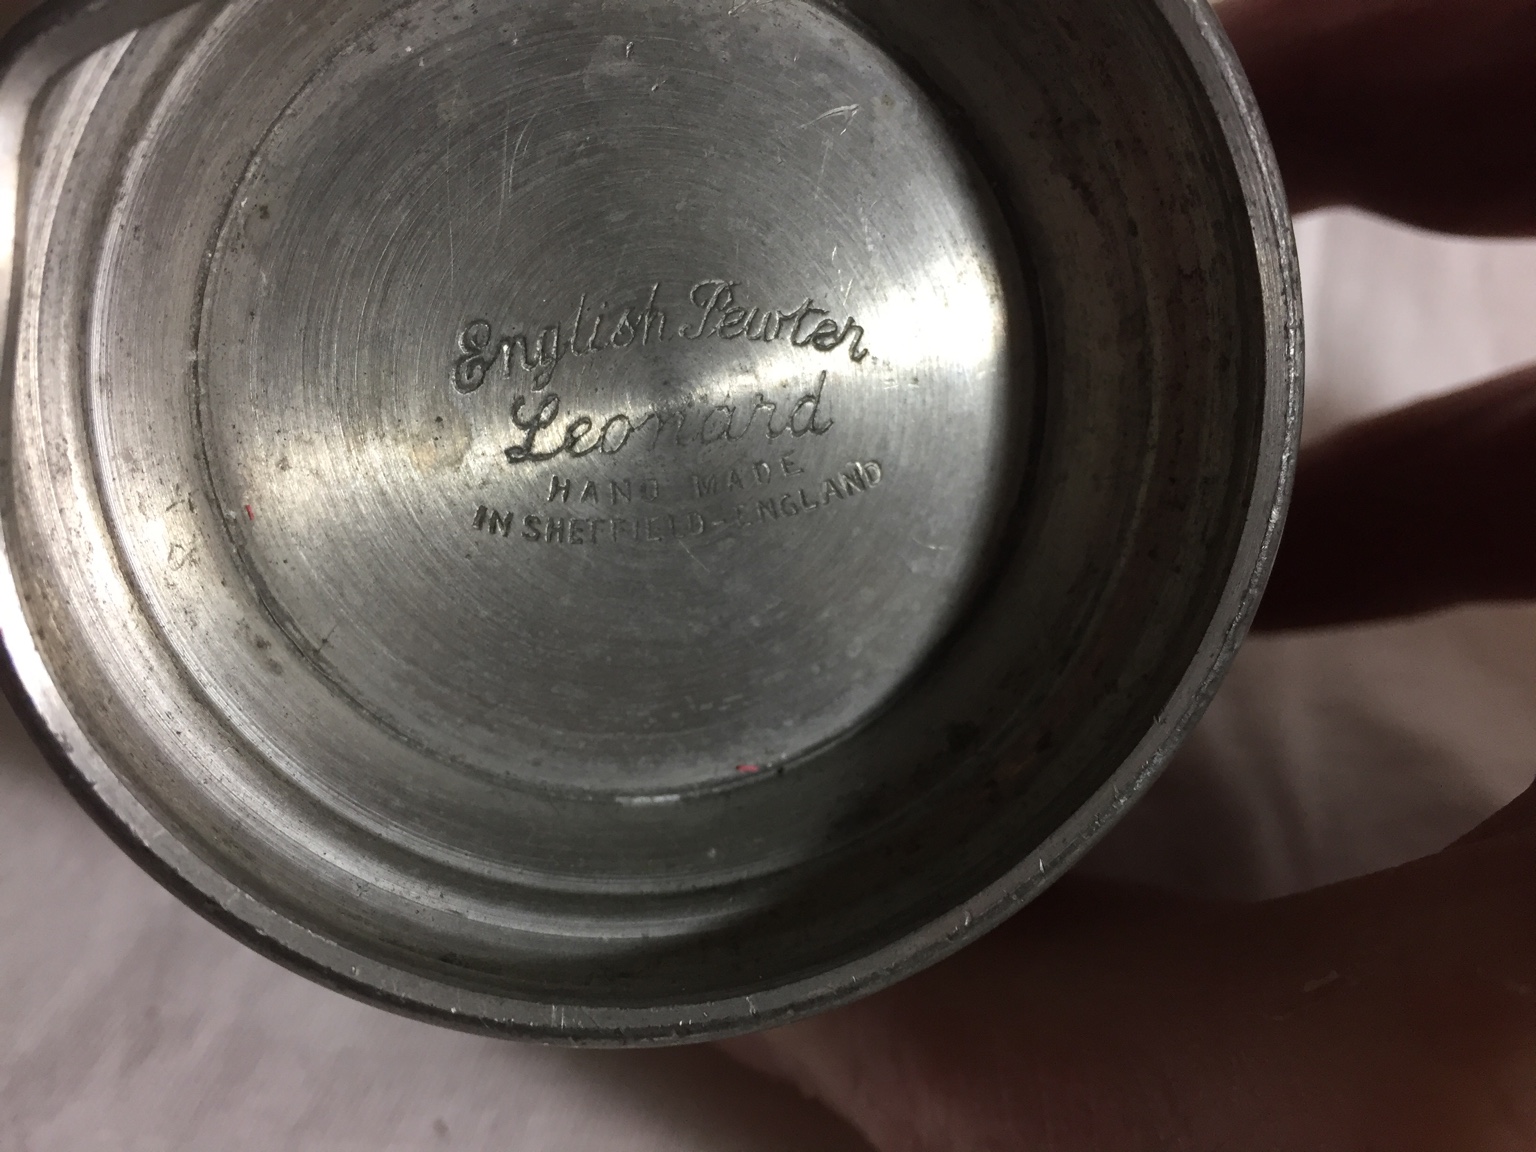 English Pewter
Leonard
HAND MADE
IN SHEFFIELD-ENGLAND